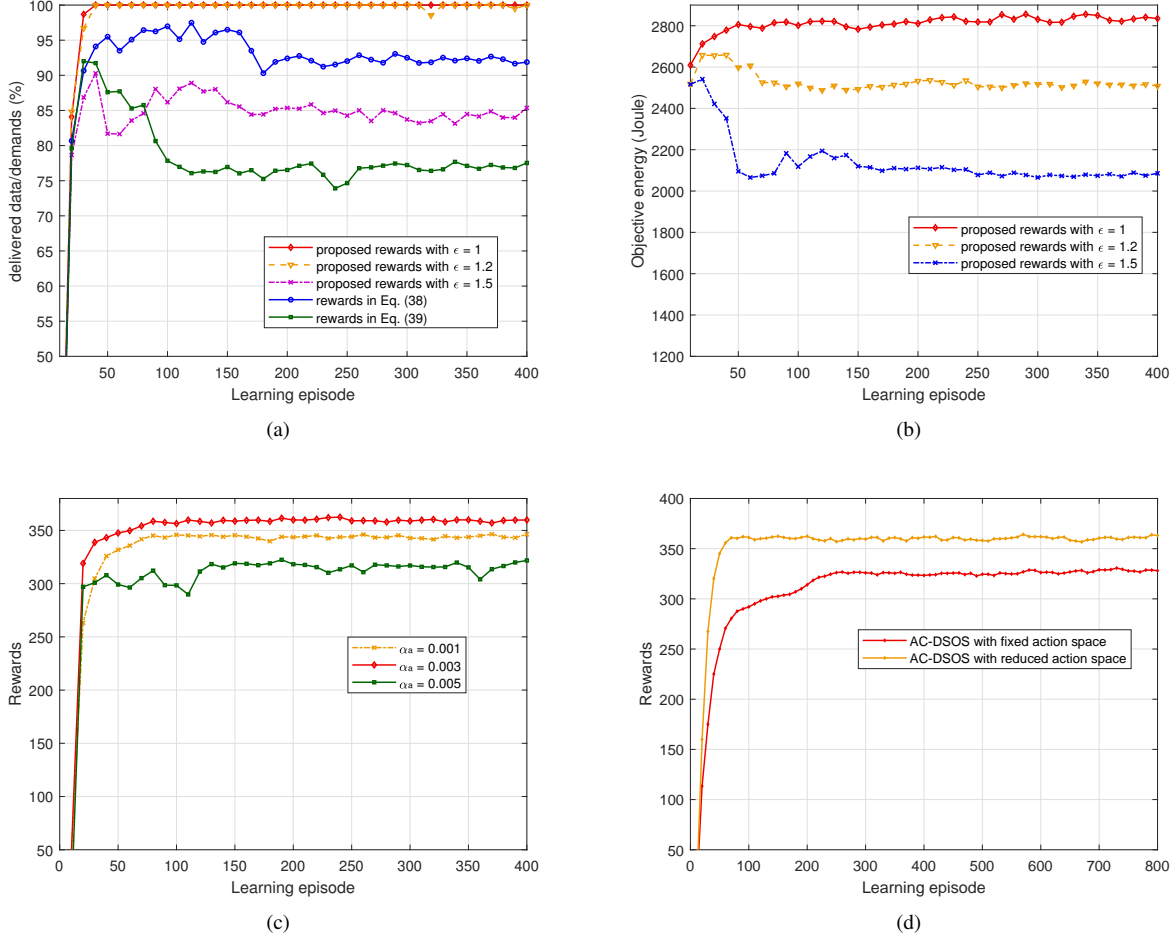 delivered data/demands (%)
100
95
90
85
80
75
70
65
60
55
50
proposed rewards with ϵ = 1
proposed rewards with ϵ = 1.2
proposed rewards with ϵ = 1.5
rewards in Eq. (38)
rewards in Eq. (39)
50 100 150 200 250 300 350 400
Learning episode
(a)
Objective energy (Joule)
2800
2600
2400
2200
2000
1800
1600
1400
1200
proposed rewards with ϵ = 1
proposed rewards with ϵ = 1.2
proposed rewards with ϵ = 1.5
50 100 150 200 250 300 350 400
Learning episode
(b)
Rewards
350
300
250
200
150
100
50
αa = 0.001
αa = 0.003
αa = 0.005
0 50 100 150 200 250 300 350 400
Learning episode
(c)
Rewards
400
350
300
250
200
150
100
50
AC-DSOS with fixed action space
AC-DSOS with reduced action space
0 100 200 300 400 500 600 700 800
Learning episode
(d)